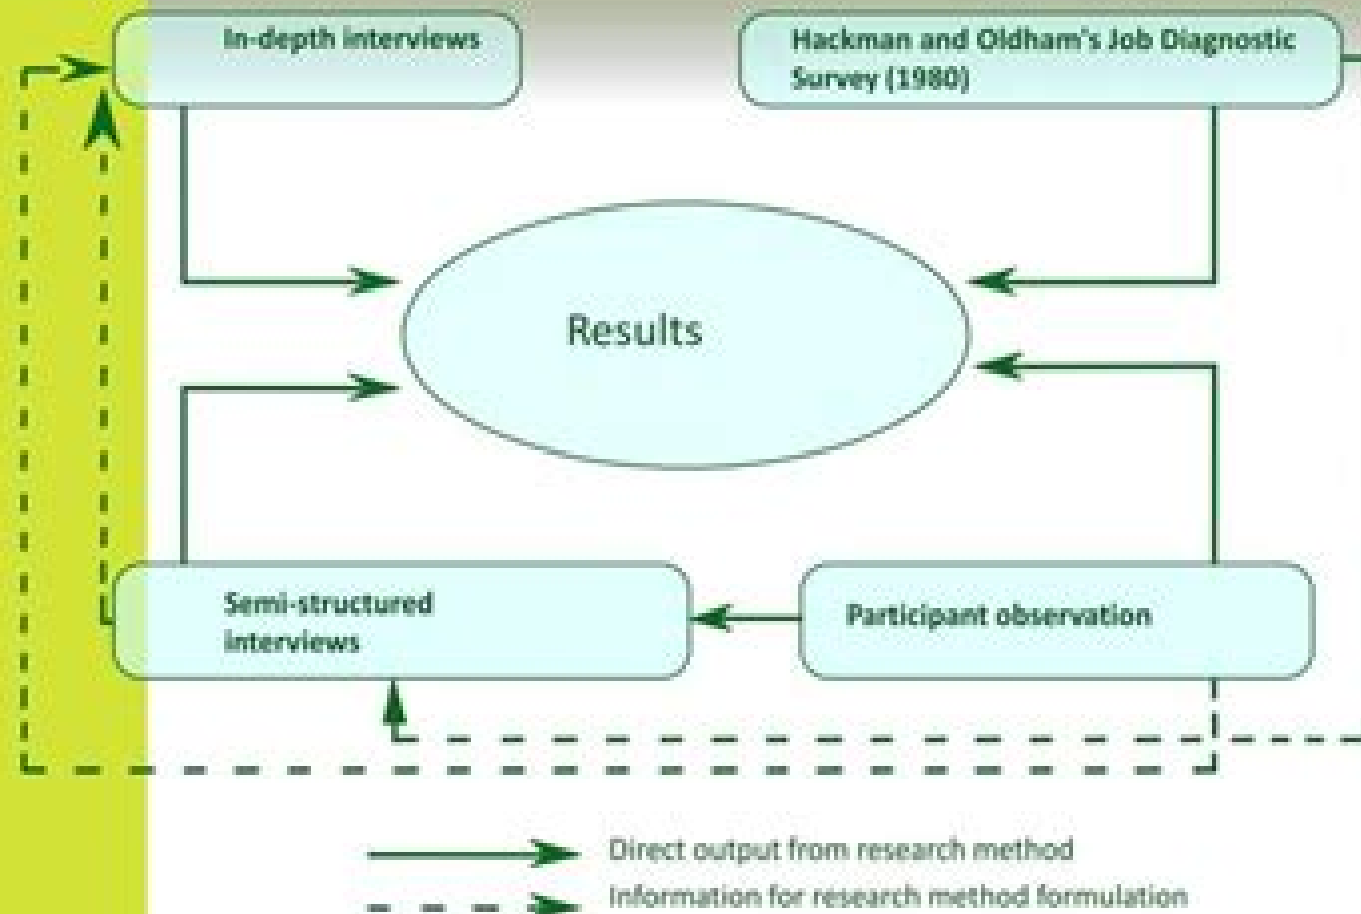 In-depth interviews
Hackman and Oldham's Job Diagnostic
Survey (1980)
Results
Semi-structured
interviews
Participant observation
Direct output from research method
Information for research method formulation